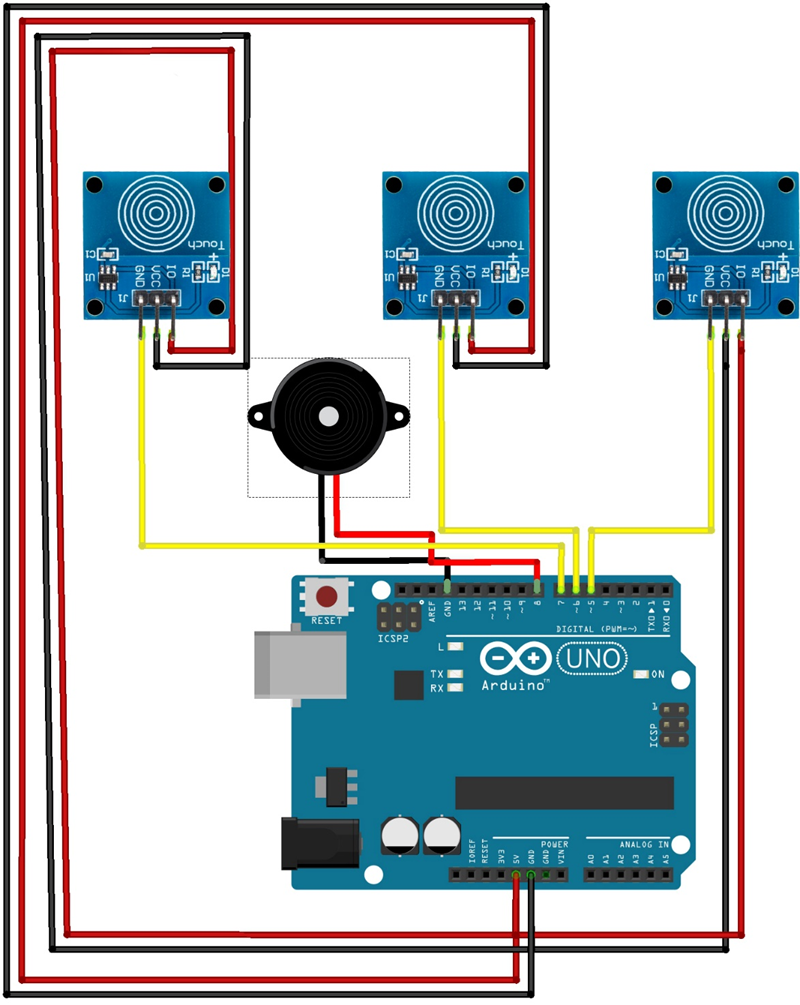 Touch
C1
+
U1
GND
VCC
IO
R1
D1
J1
Touch
C1
+
U1
GND
VCC
IO
R1
D1
J1
Touch
C1
+
U1
GND
VCC
IO
R1
D1
J1
RESET
ICSP2
AREF
GND
13
12
~11
~10
~9
8
7
~6
~5
4
~3
2
TX0▶1
RX0◀0
DIGITAL (PWM=~)
L
TX
RX
UNO
Arduino™
ON
1
ICSP
IOREF
RESET
3V3
5V
GND
GND
VIN
POWER
ANALOG IN
A0
A1
A2
A3
A4
A5